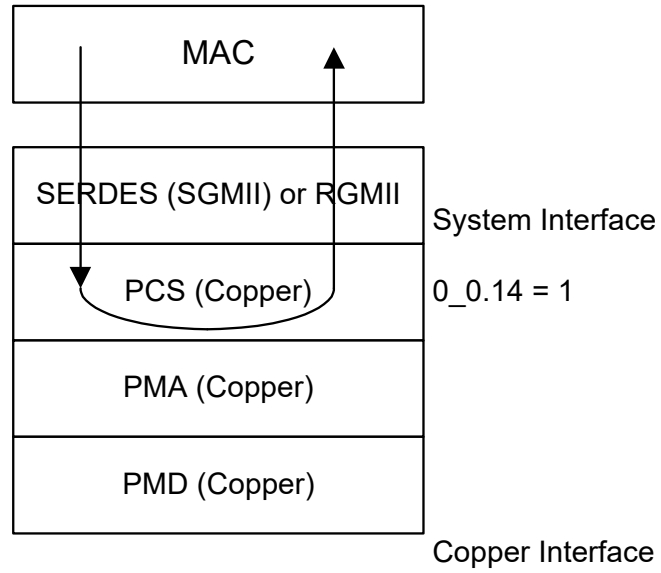 MAC
SERDES (SGMII) or RGMII
System Interface
PCS (Copper)
0_0.14 = 1
PMA (Copper)
PMD (Copper)
Copper Interface